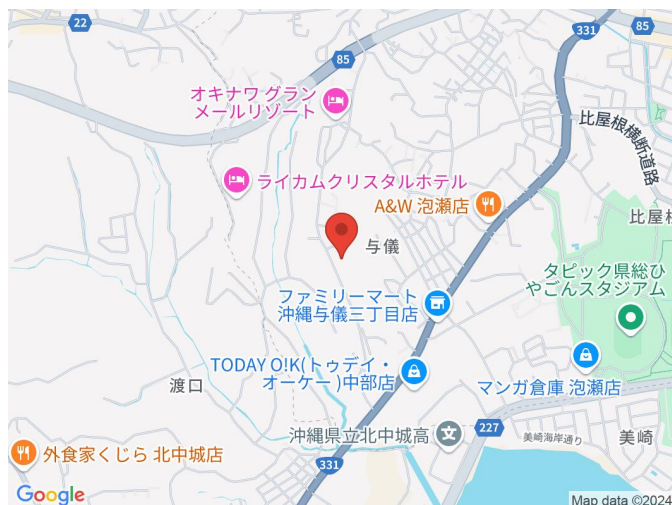 22
331
85
85
オキナワ グラン
メールリゾート
比屋根横断道路
ライカムクリスタルホテル
A&W 泡瀬店
比屋根
与儀
タピック県総ひ
やごんスタジアム
ファミリーマート
沖縄与儀三丁目店
TODAY O!K(トゥデイ・
オーケー )中部店
マンガ倉庫 泡瀬店
渡口
沖縄県立北中城高
227
美崎海岸通り
美崎
外食家くじら 北中城店
331
Google
Map data ©2024